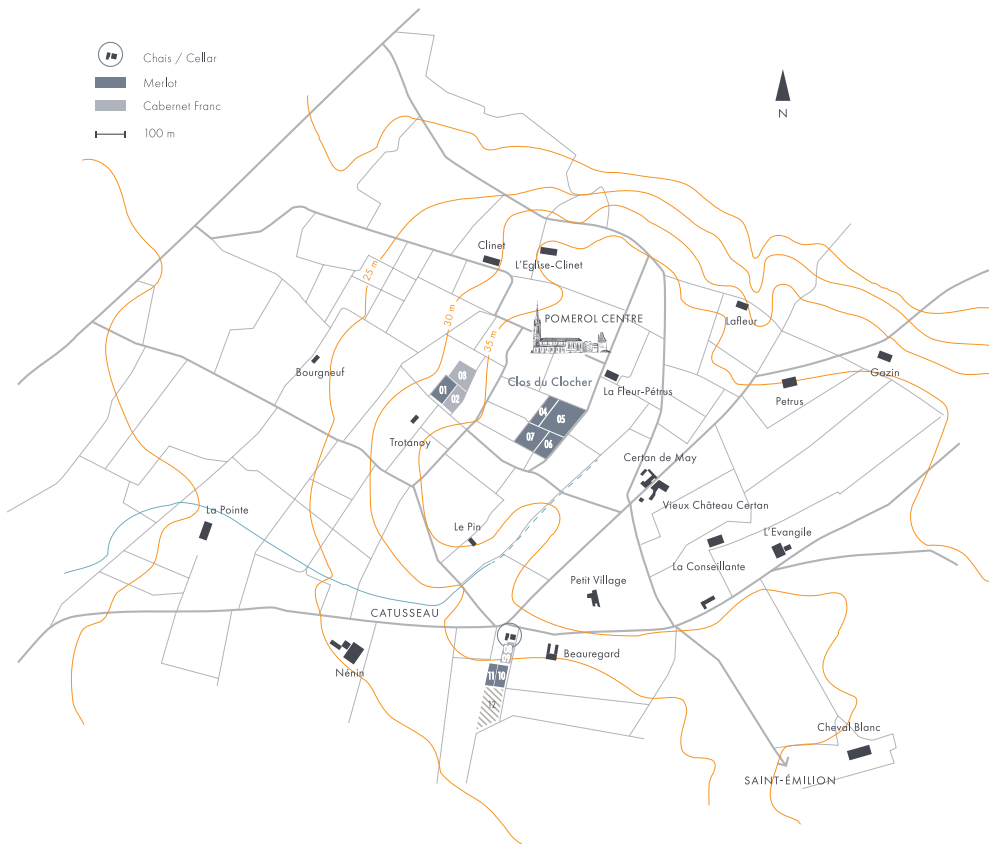 Chais / Cellar
Merlot
Cabernet Franc
100 m
N
Clinet
L'Eglise-Clinet
25 m
30 m
35 m
POMEROL CENTRE
Lafleur
Bourgneuf
03
01
02
Clos du Clocher
La Fleur-Pétrus
Petrus
Gazin
04
05
07
06
Trotanoy
Certan de May
Vieux Château Certan
La Pointe
Le Pin
L'Evangile
La Conseillante
Petit Village
CATUSSEAU
Beauregard
Nénin
11
10
12
Cheval Blanc
SAINT-ÉMILION